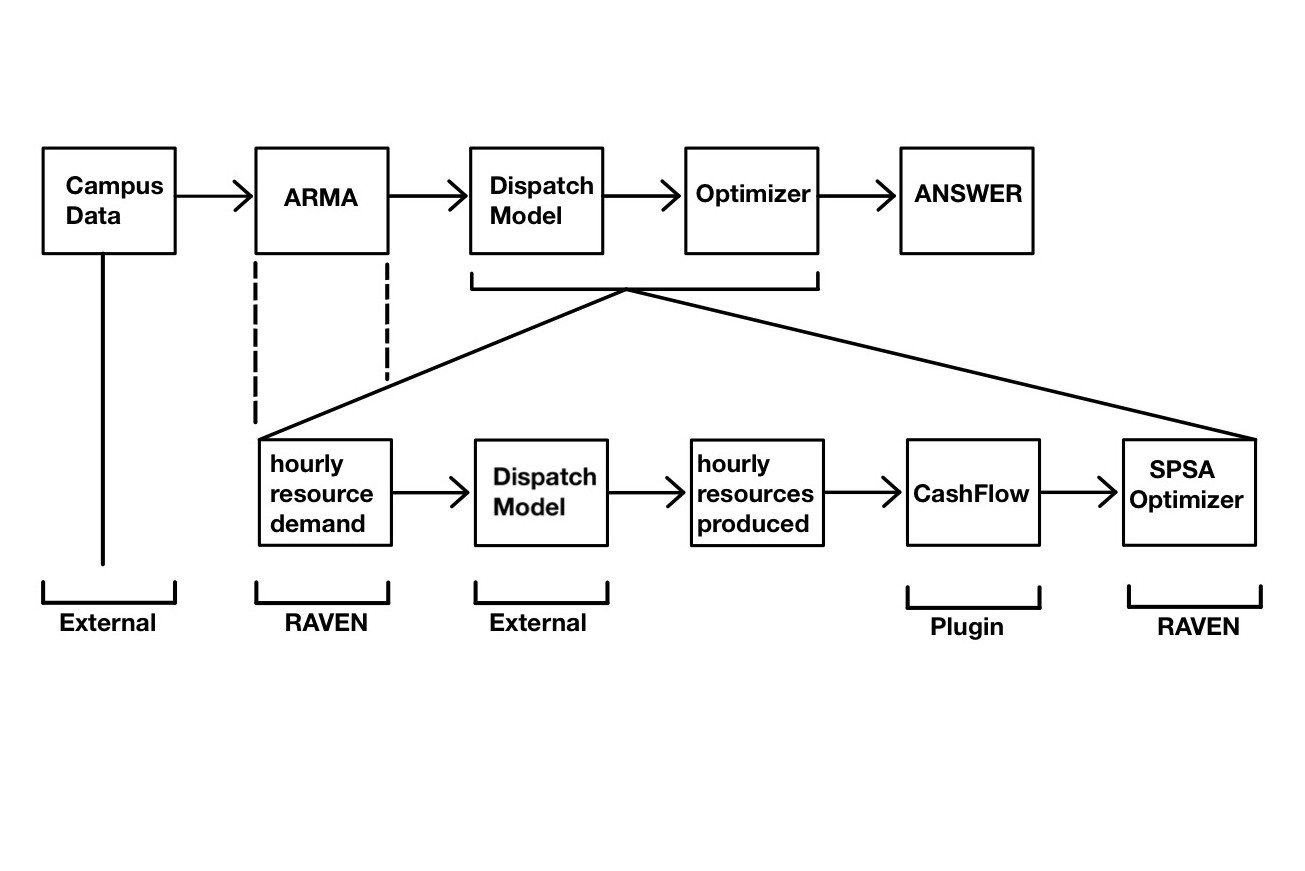 Campus
Data
ARMA
Dispatch
Model
Optimizer
ANSWER
hourly
resource
demand
Dispatch
Model
hourly
resources
produced
CashFlow
SPSA
Optimizer
External
RAVEN
External
Plugin
RAVEN